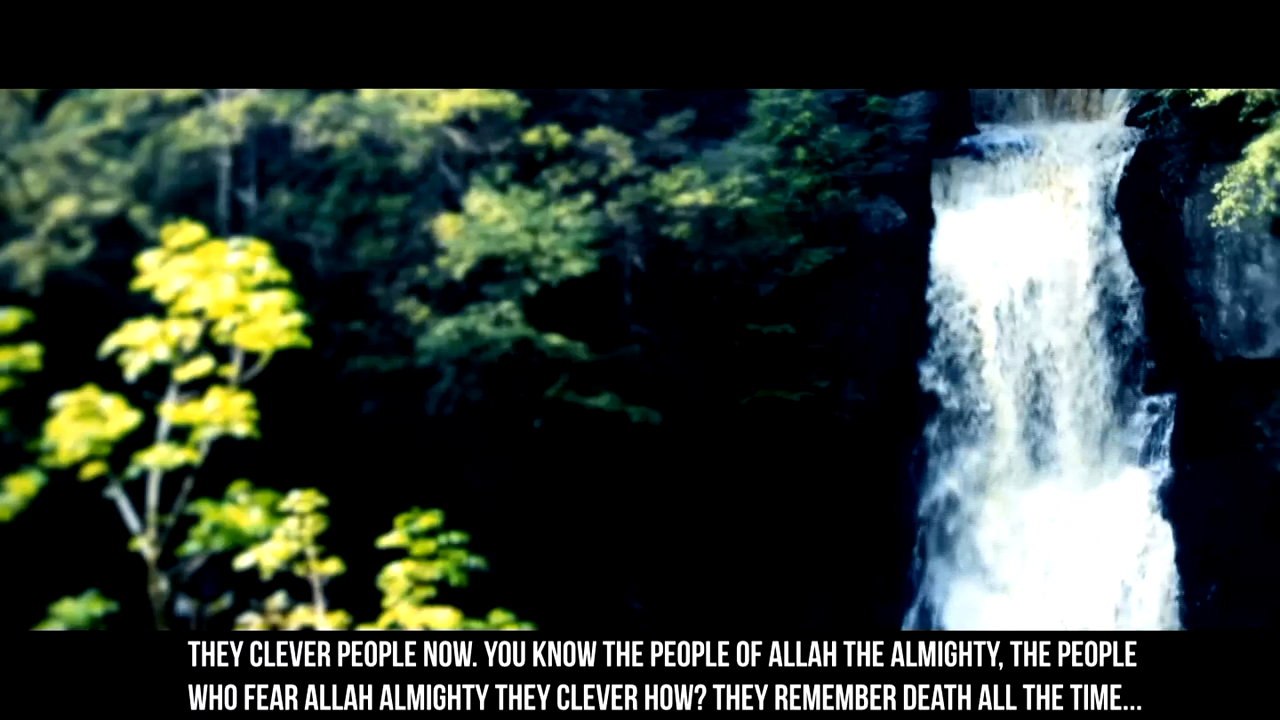 THEY CLEVER PEOPLE NOW. YOU KNOW THE PEOPLE OF ALLAH THE ALMIGHTY, THE PEOPLE
WHO FEAR ALLAH ALMIGHTY THEY CLEVER HOW? THEY REMEMBER DEATH ALL THE TIME...